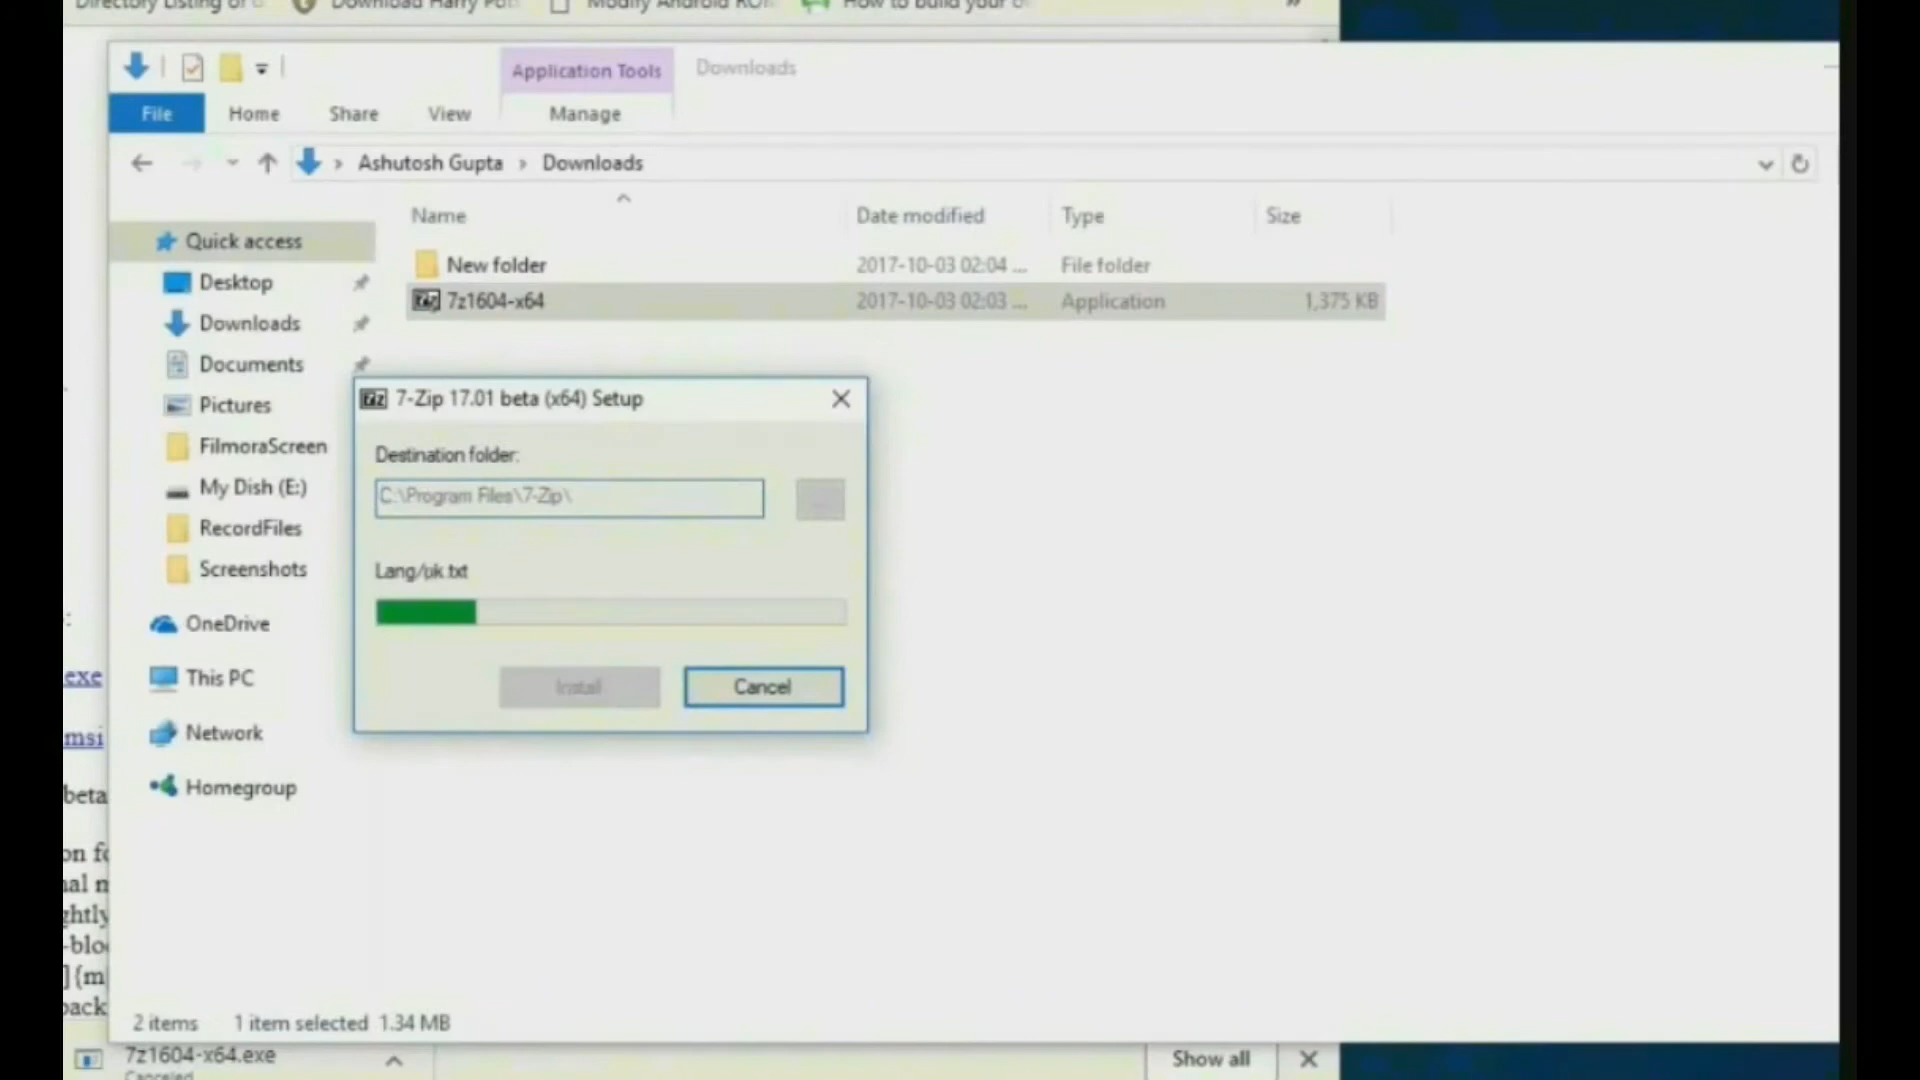 Directory Listing of
Download Harry Pot
Modify Android ROM
How to build your o
»
Application Tools
Downloads
File
Home
Share
View
Manage
Ashutosh Gupta
Downloads
Name
Date modified
Type
Size
Quick access
New folder
2017-10-03 02:04 ...
File folder
Desktop
7z1604-x64
2017-10-03 02:03 ...
Application
1,375 KB
Downloads
Documents
Pictures
FilmoraScreen
My Dish (E:)
RecordFiles
Screenshots
OneDrive
This PC
Network
Homegroup
7z
7-Zip 17.01 beta (x64) Setup
Destination folder:
C:\Program Files\7-Zip\
Lang/pk.txt
Install
Cancel
exe
msi
beta
on fo
nal m
ghtly
-bloc
]{m
pack
2 items
1 item selected 1.34 MB
7z1604-x64.exe
Canceled
Show all